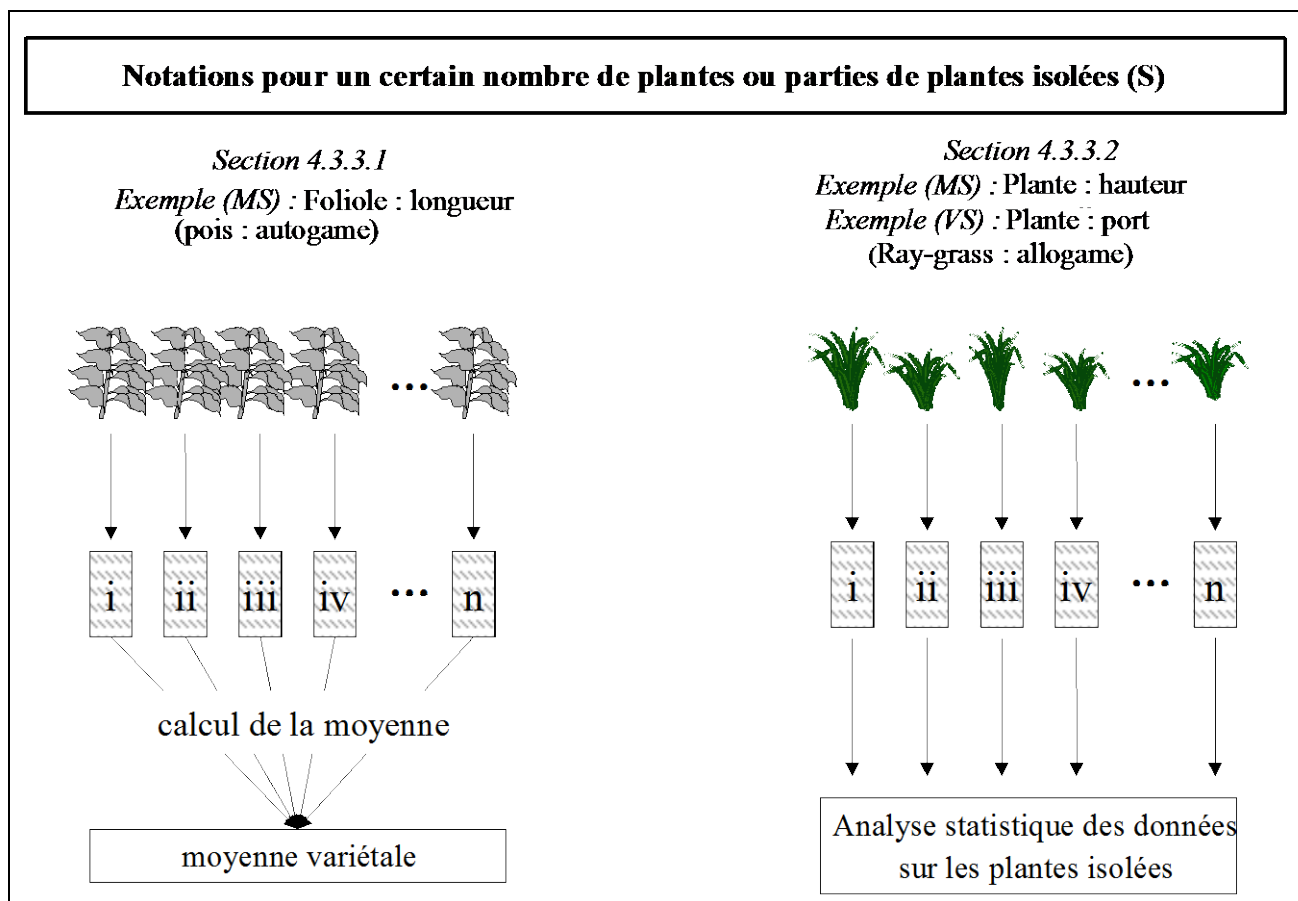 Notations pour un certain nombre de plantes ou parties de plantes isolées (S)
Section 4.3.3.1
Exemple (MS) : Foliole : longueur
(pois : autogame)
...
i ii iii iv ... n
calcul de la moyenne
moyenne variétale
Section 4.3.3.2
Exemple (MS) : Plante : hauteur
Exemple (VS) : Plante : port
(Ray-grass : allogame)
...
i ii iii iv ... n
Analyse statistique des données
sur les plantes isolées